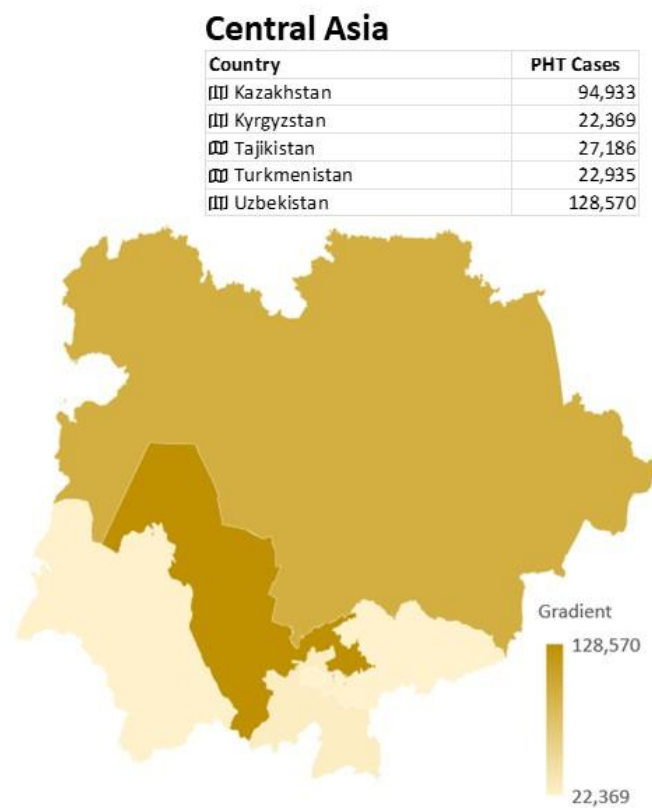 Central Asia
Country PHT Cases
Kazakhstan 94,933
Kyrgyzstan 22,369
Tajikistan 27,186
Turkmenistan 22,935
Uzbekistan 128,570
Gradient
128,570
22,369